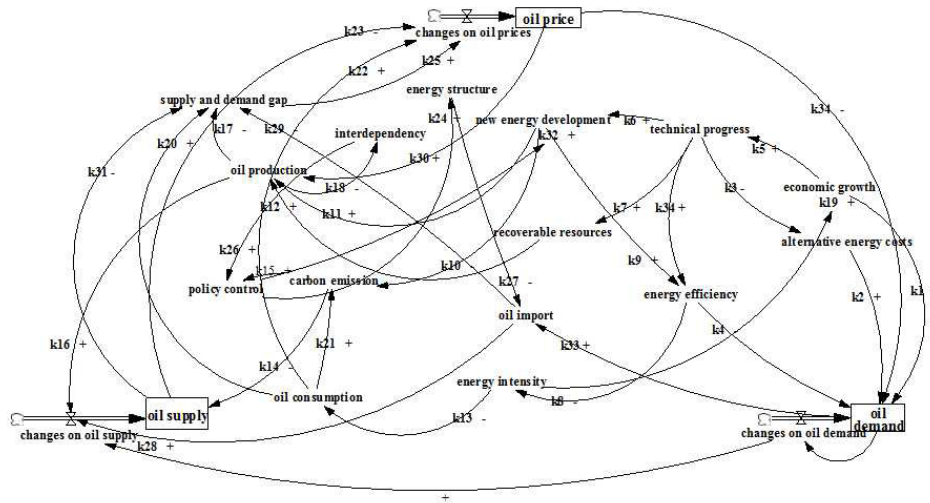 oil price
k23 -
changes on oil prices
k22 +
k25 +
energy structure
supply and demand gap
k34 -
k24 +
new energy development
k6 +
technical progress
k17 -
k29 -
interdependency
k32 +
k20 +
k5 +
k31 -
oil production
k30 +
k18 -
k3 -
economic growth
k12 +
k11 +
k7 +
k34 +
k19 +
recoverable resources
alternative energy costs
k26 +
k15 +
k10
k9 +
policy control
carbon emission
k27 -
energy efficiency
k2 +
k1
oil import
k16 +
k21 +
k33 +
k4 -
k14 -
energy intensity
oil consumption
k8 -
oil supply
k13 -
oil
demand
changes on oil supply
k28 +
changes on oil demand
+